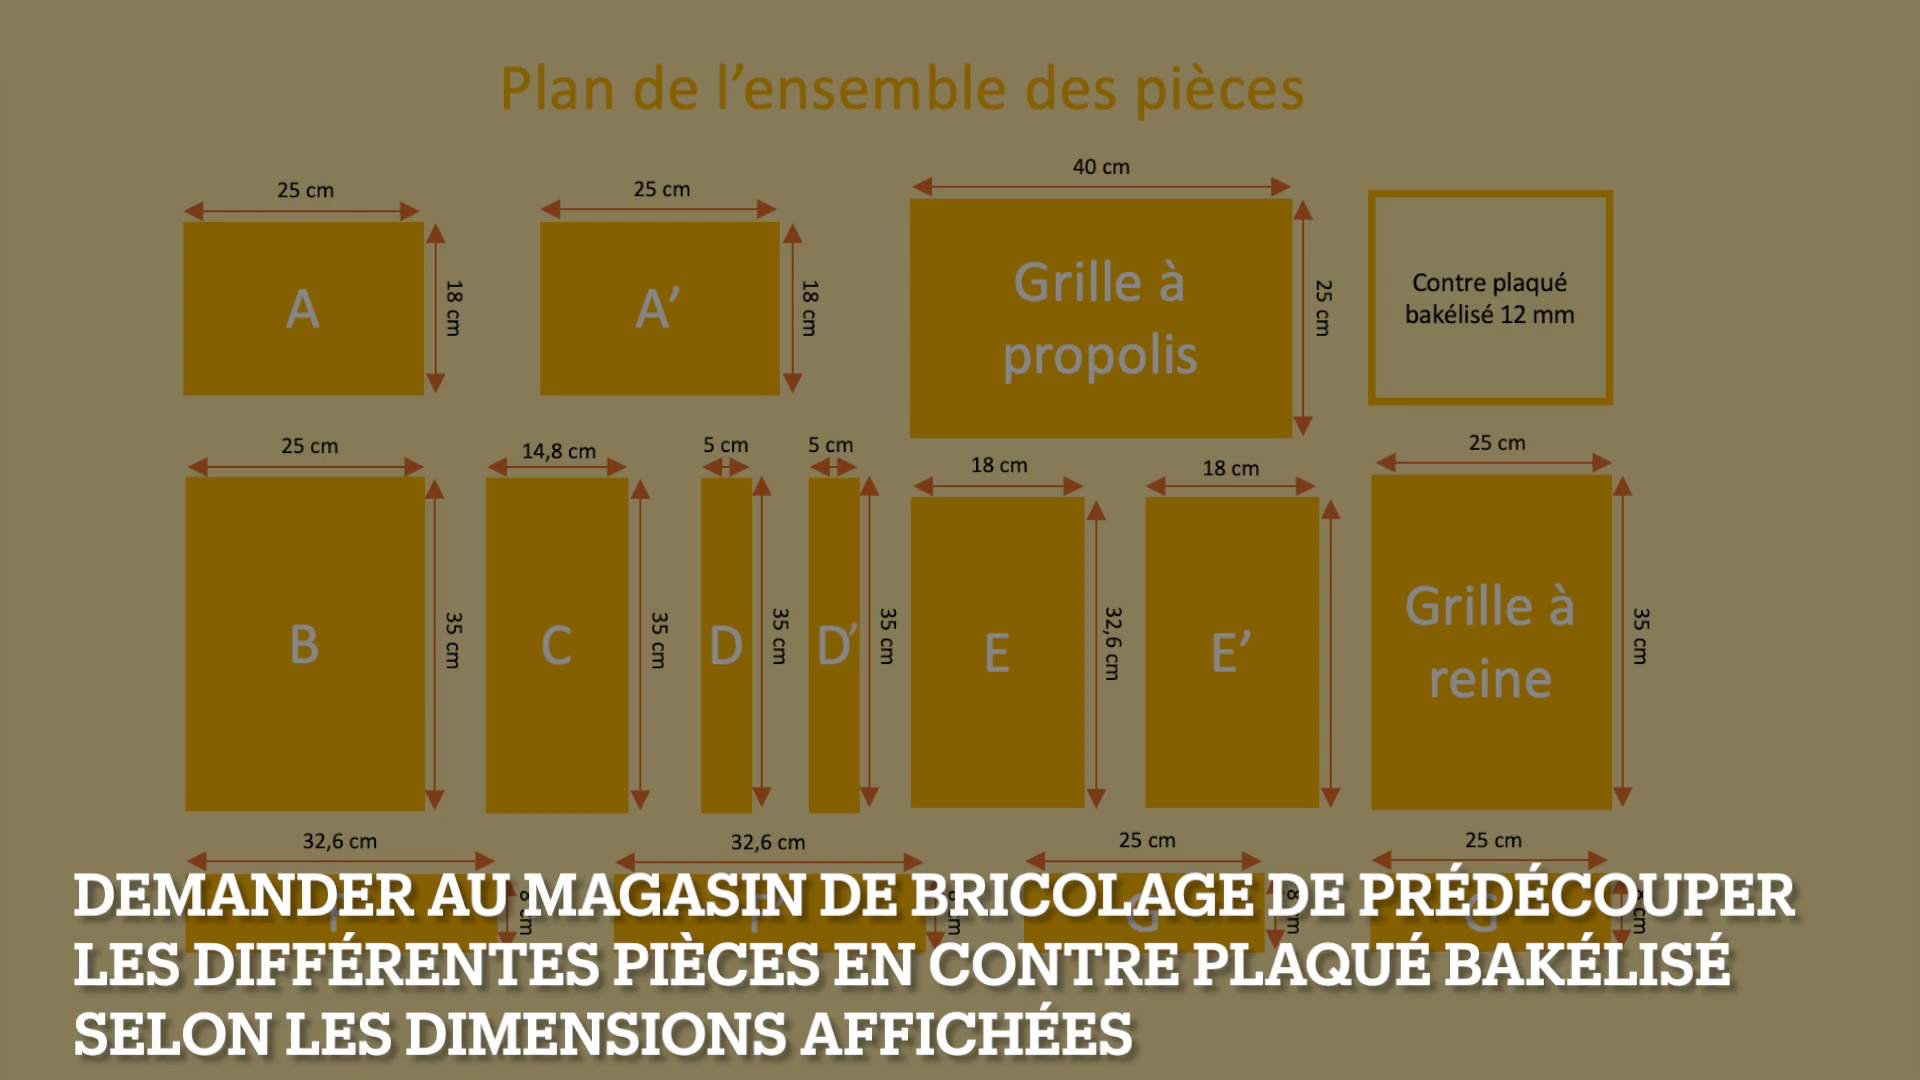 Plan de l’ensemble des pièces
40 cm
25 cm
25 cm
A
18 cm
A’
18 cm
Grille à
propolis
25 cm
Contre plaqué
bakélisé 12 mm
25 cm
14,8 cm
5 cm
5 cm
18 cm
18 cm
25 cm
B
35 cm
C
35 cm
D
35 cm
D’
35 cm
E
32,6 cm
E’
Grille à
reine
35 cm
32,6 cm
32,6 cm
25 cm
25 cm
8 cm
G
G
DEMANDER AU MAGASIN DE BRICOLAGE DE PRÉDÉCOUPER
LES DIFFÉRENTES PIÈCES EN CONTRE PLAQUÉ BAKÉLISÉ
SELON LES DIMENSIONS AFFICHÉES